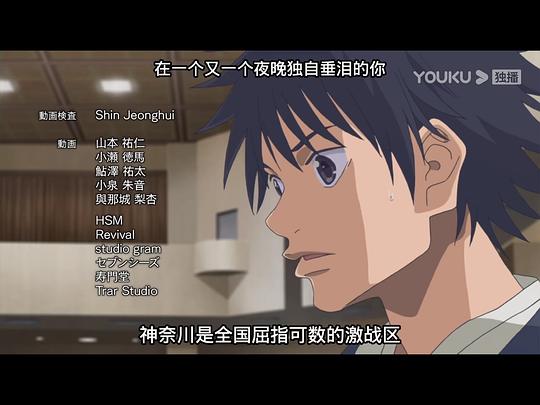 在一个又一个夜晚独自垂泪的你
YOUKU 独播
動画検査 Shin Jeonghui
動画 山本 祐仁
小瀬 徳馬
鮎澤 祐太
小泉 朱音
與那城 梨杏
HSM
Revival
studio gram
セブンシーズ
寿門堂
Trar Studio
神奈川是全国屈指可数的激战区